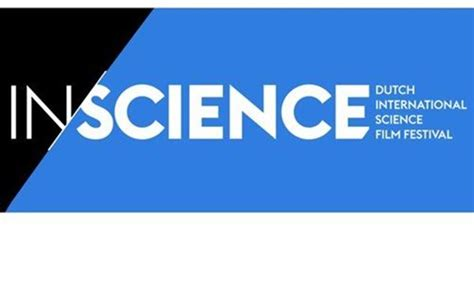 INSCIENCE
DUTCH
INTERNATIONAL
SCIENCE
FILM FESTIVAL